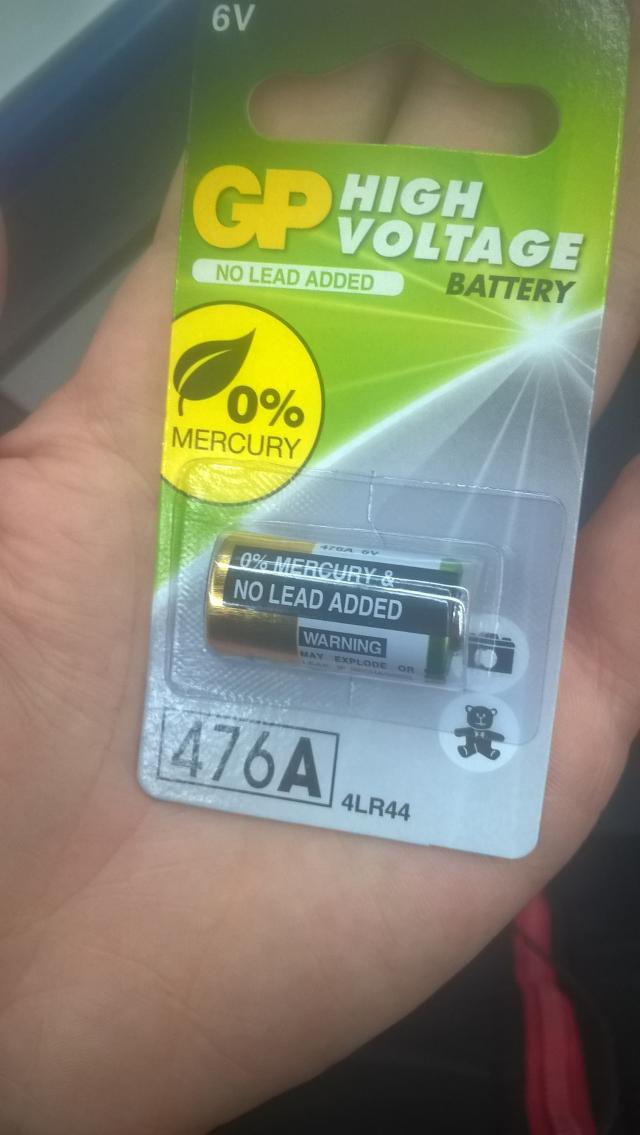 6V
GP HIGH
VOLTAGE
NO LEAD ADDED
BATTERY
0%
MERCURY
476A 6V
0% MERCURY &
NO LEAD ADDED
WARNING
MAY EXPLODE OR
476A
4LR44